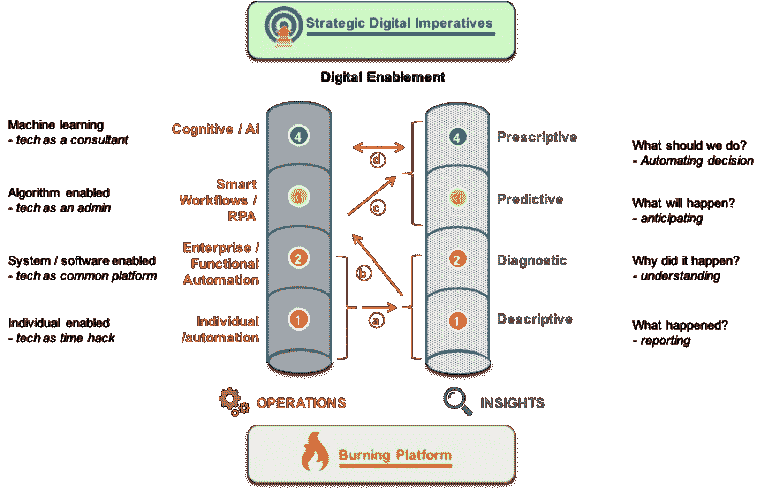 Strategic Digital Imperatives
Digital Enablement
Machine learning
- tech as a consultant
Cognitive / AI
4
d
4
Prescriptive
What should we do?
- Automating decision
Algorithm enabled
- tech as an admin
Smart
Workflows /
RPA
3
c
3
Predictive
What will happen?
- anticipating
System / software enabled
- tech as common platform
Enterprise /
Functional
Automation
2
b
2
Diagnostic
Why did it happen?
- understanding
Individual enabled
- tech as time hack
Individual
/automation
1
a
1
Descriptive
What happened?
- reporting
OPERATIONS
INSIGHTS
Burning Platform